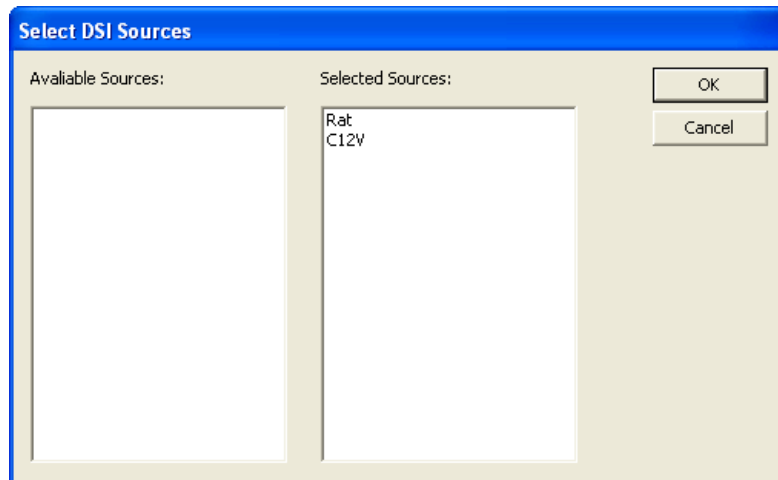 Select DSI Sources
Avaliable Sources:
Selected Sources:
OK
Rat
C12V
Cancel